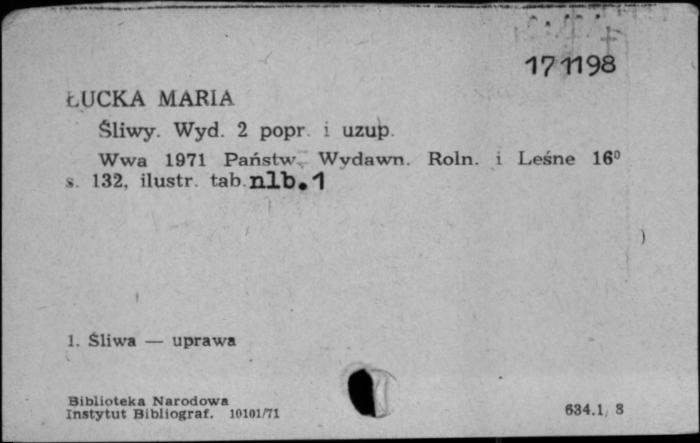 171198
ŁUCKA MARIA
Śliwy. Wyd. 2 popr. i uzup.
Wwa 1971 Państw. Wydawn. Roln. i Leśne 16⁰
s. 132, ilustr. tab. nlb. 1
1. Śliwa — uprawa
Biblioteka Narodowa
Instytut Bibliograf. 10101/71
634.1/8